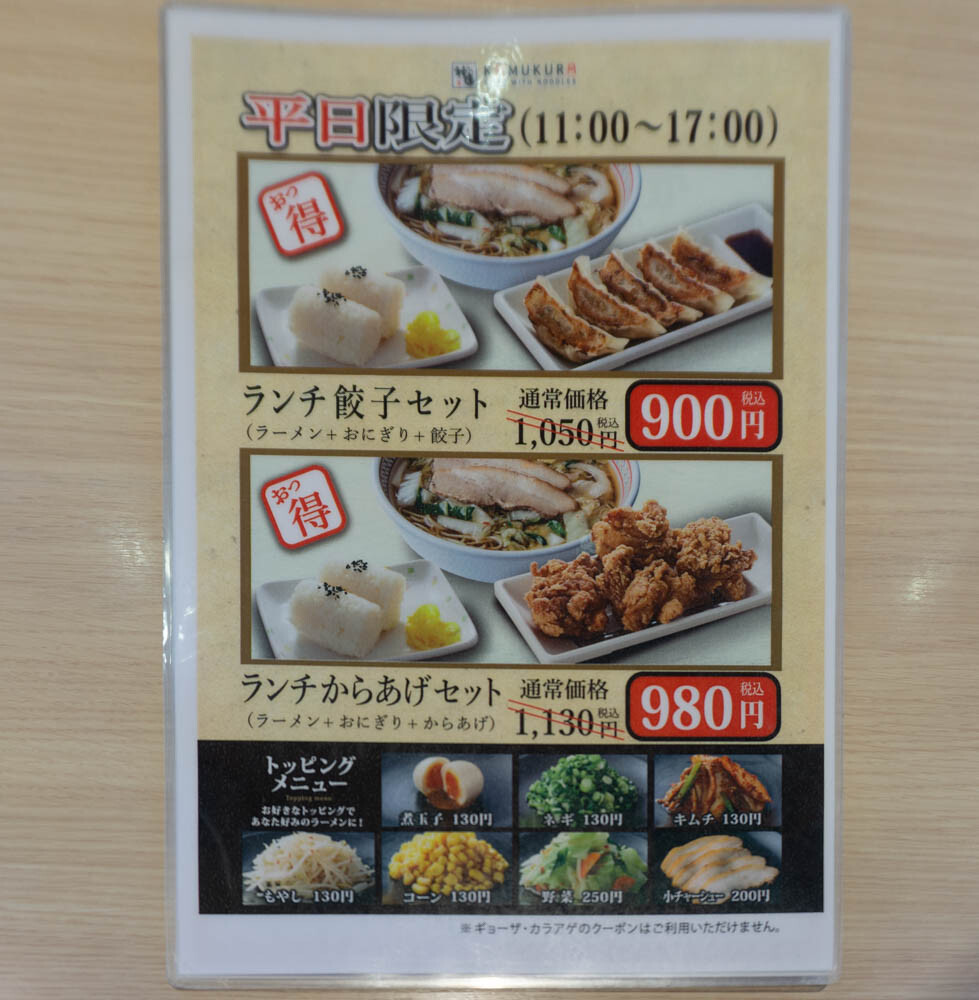 KAMUKURA
WITH NOODLES
平日限定(11:00〜17:00)
おっ
得
ランチ餃子セット
(ラーメン+おにぎり+餃子)
通常価格
1,050円 税込
900円 税込
おっ
得
ランチからあげセット
(ラーメン+おにぎり+からあげ)
通常価格
1,130円 税込
980円 税込
トッピング
メニュー
Topping menu
お好きなトッピングで
あなた好みのラーメンに!
煮玉子 130円
ネギ 130円
キムチ 130円
もやし 130円
コーン 130円
野菜 250円
小チャーシュー 200円
※ギョーザ・カラアゲのクーポンはご利用いただけません。